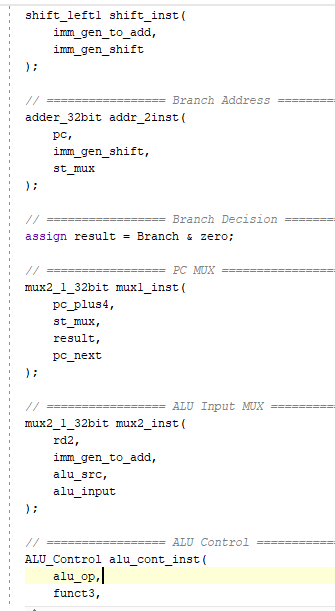 shift_left1 shift_inst(
imm_gen_to_add,
imm_gen_shift
);
// ================= Branch Address ========
adder_32bit addr_2inst(
pc,
imm_gen_shift,
st_mux
);
// ================= Branch Decision =======
assign result = Branch & zero;
// ================= PC MUX ================
mux2_1_32bit mux1_inst(
pc_plus4,
st_mux,
result,
pc_next
);
// ================= ALU Input MUX =========
mux2_1_32bit mux2_inst(
rd2,
imm_gen_to_add,
alu_src,
alu_input
);
// ================= ALU Control ===========
ALU_Control alu_cont_inst(
alu_op,
funct3,